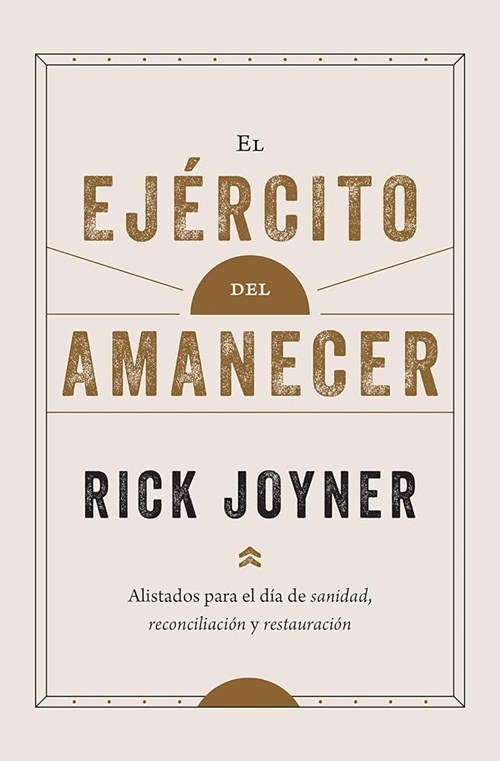 El
EJÉRCITO
DEL
AMANECER
RICK JOYNER
Alistados para el día de sanidad,
reconciliación y restauración